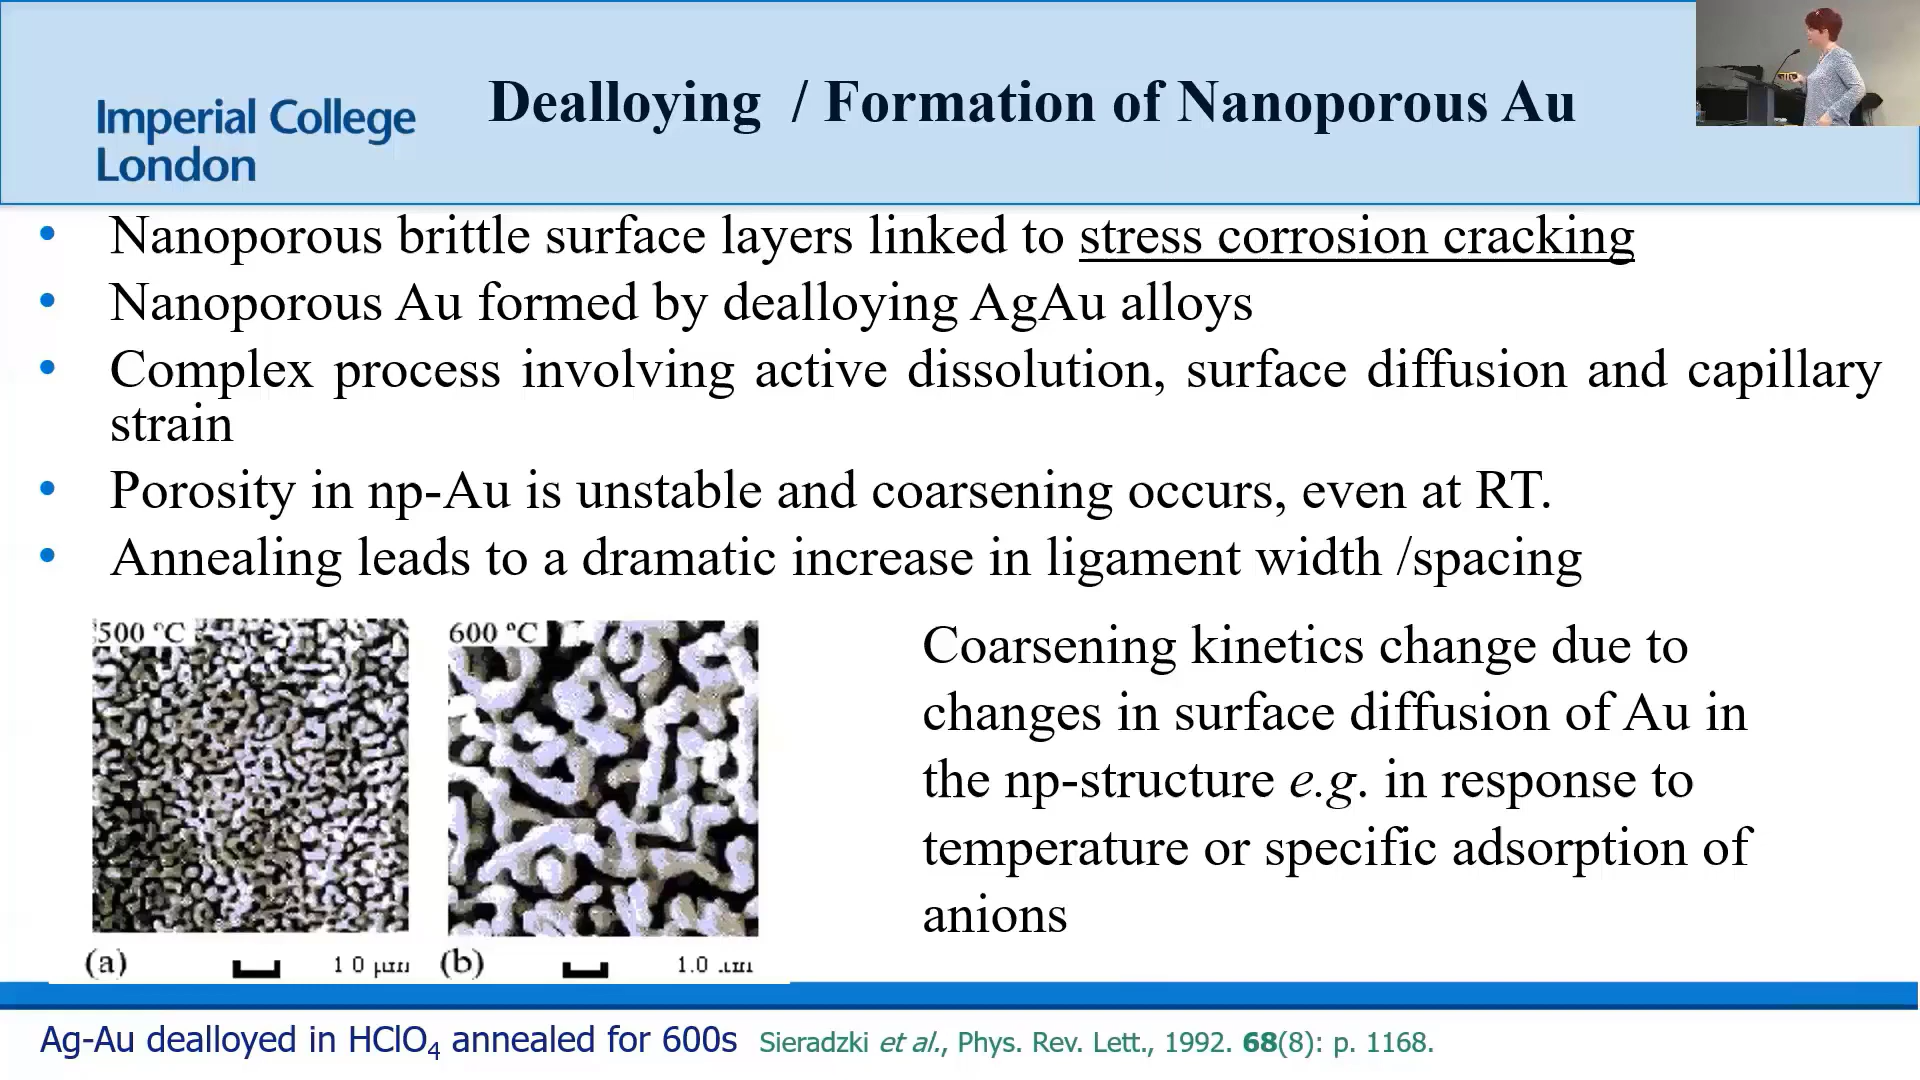 Imperial College
London
Dealloying / Formation of Nanoporous Au
• Nanoporous brittle surface layers linked to stress corrosion cracking
• Nanoporous Au formed by dealloying AgAu alloys
• Complex process involving active dissolution, surface diffusion and capillary
strain
• Porosity in np-Au is unstable and coarsening occurs, even at RT.
• Annealing leads to a dramatic increase in ligament width /spacing
500 ºC
600 ºC
(a)
1 0 µm
(b)
1.0 µm
Coarsening kinetics change due to
changes in surface diffusion of Au in
the np-structure e.g. in response to
temperature or specific adsorption of
anions
Ag-Au dealloyed in HClO₄ annealed for 600s Sieradzki et al., Phys. Rev. Lett., 1992. 68(8): p. 1168.